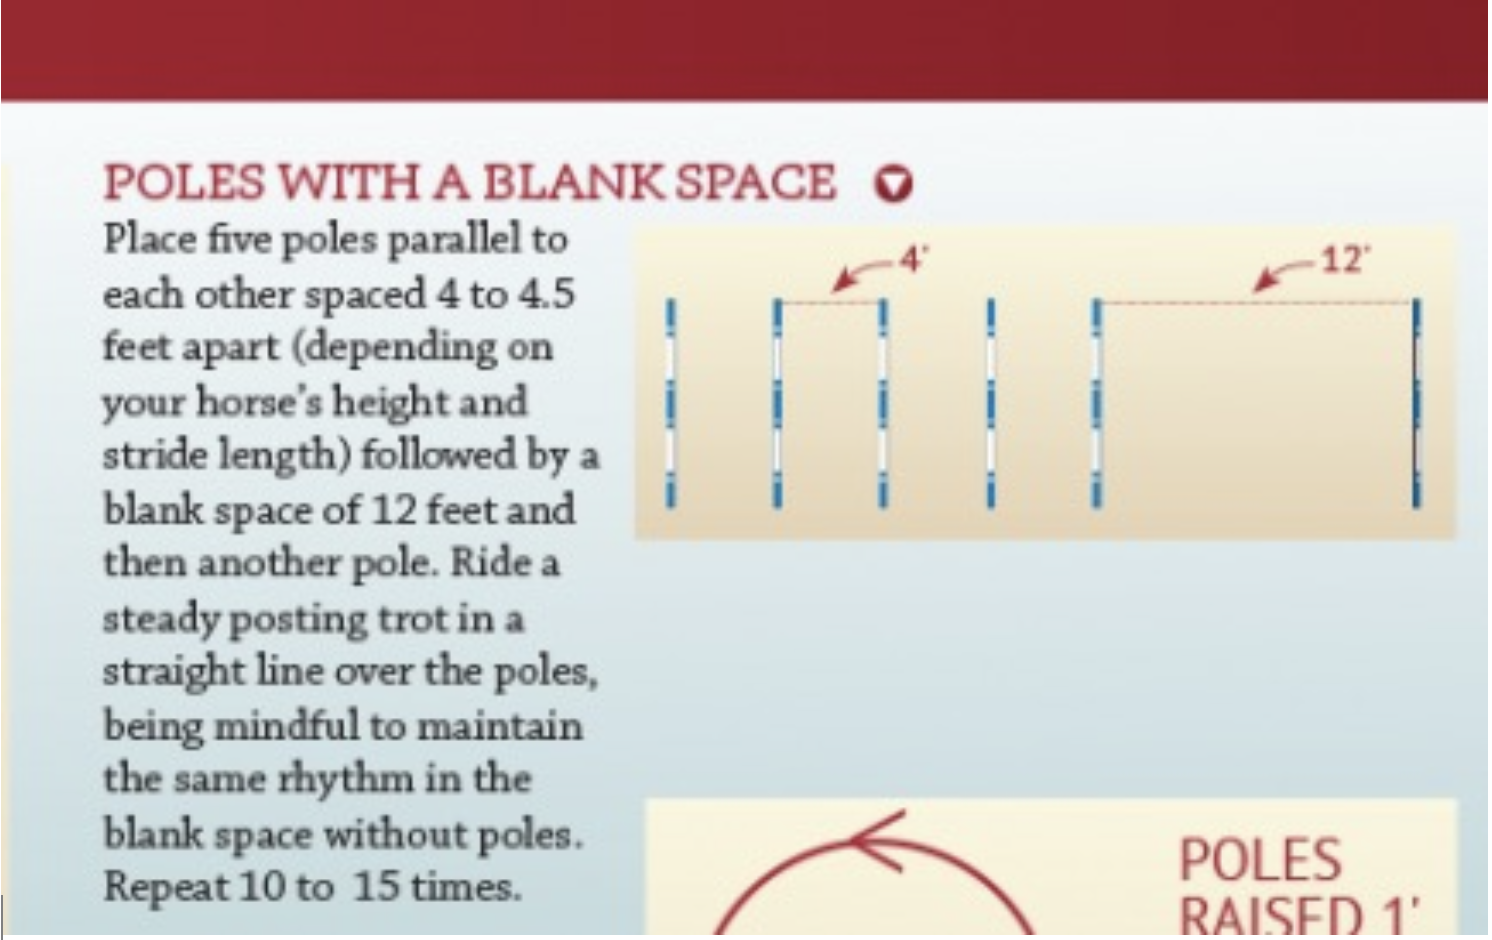 POLES WITH A BLANK SPACE
Place five poles parallel to
each other spaced 4 to 4.5
feet apart (depending on
your horse's height and
stride length) followed by a
blank space of 12 feet and
then another pole. Ride a
steady posting trot in a
straight line over the poles,
being mindful to maintain
the same rhythm in the
blank space without poles.
Repeat 10 to  15 times.
4'
12'
POLES
RAISED 1'